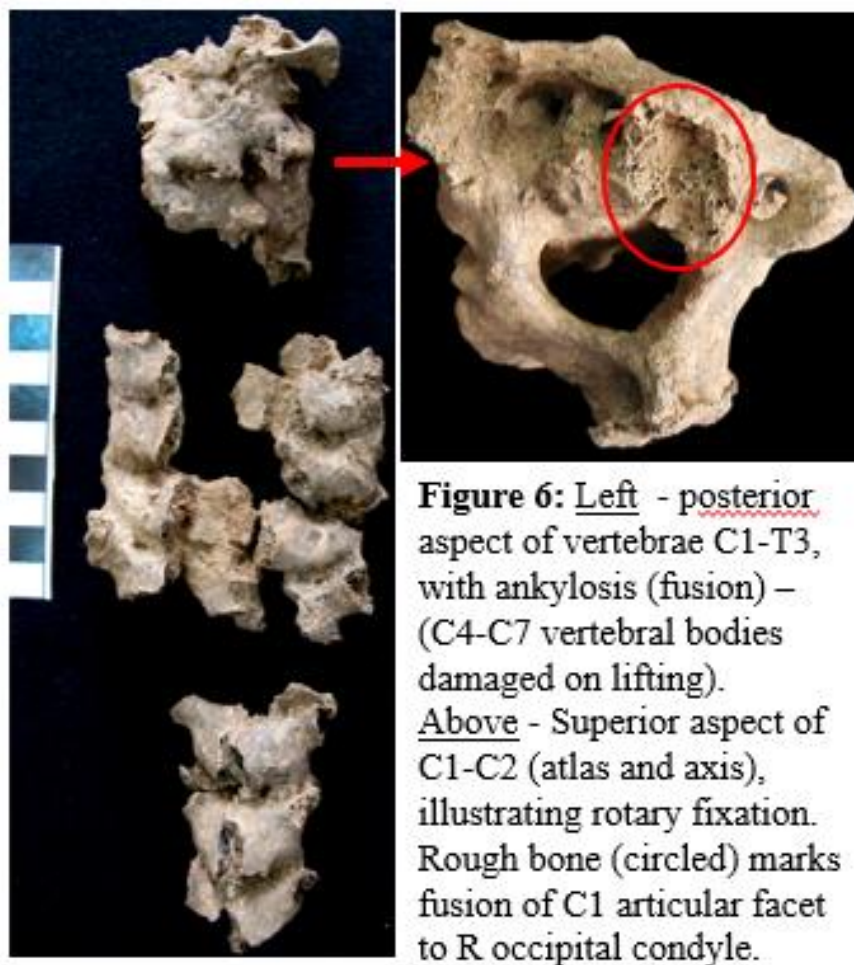 Figure 6: Left - posterior
aspect of vertebrae C1-T3,
with ankylosis (fusion) –
(C4-C7 vertebral bodies
damaged on lifting).
Above - Superior aspect of
C1-C2 (atlas and axis),
illustrating rotary fixation.
Rough bone (circled) marks
fusion of C1 articular facet
to R occipital condyle.